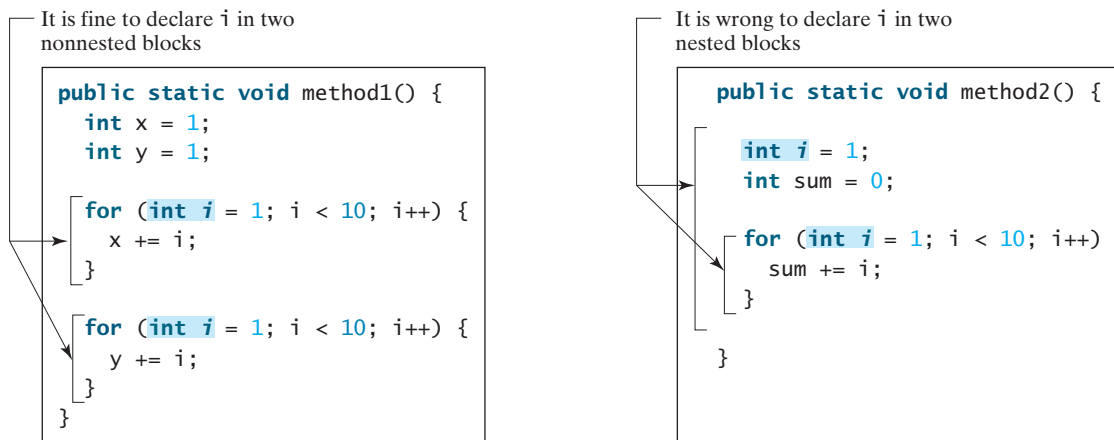 It is fine to declare i in two
nonnested blocks
public static void method1() {
int x = 1;
int y = 1;
for (int i = 1; i < 10; i++) {
x += i;
}
for (int i = 1; i < 10; i++) {
y += i;
}
}
It is wrong to declare i in two
nested blocks
public static void method2() {
int i = 1;
int sum = 0;
for (int i = 1; i < 10; i++)
sum += i;
}
}